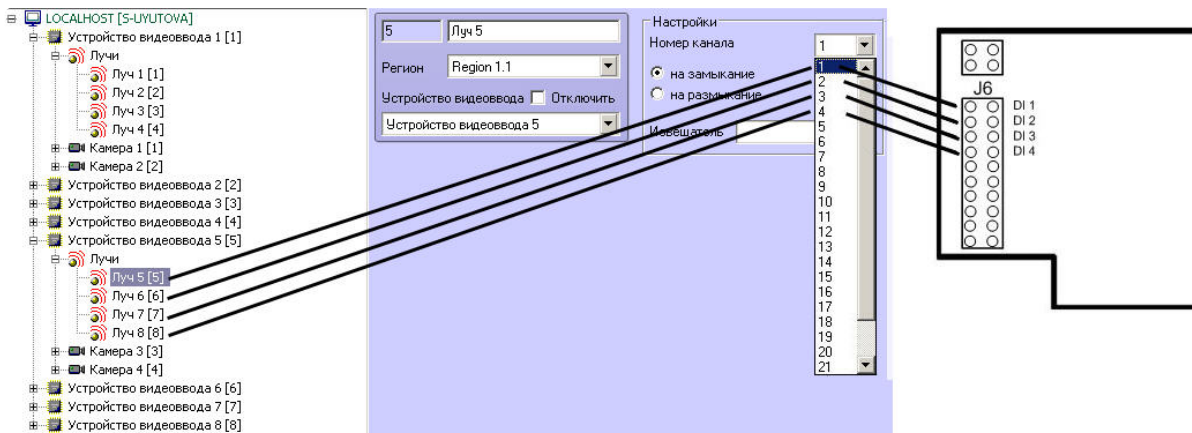 LOCALHOST [S-UYUTOVA]
Устройство видеоввода 1 [1]
Лучи
Луч 1 [1]
Луч 2 [2]
Луч 3 [3]
Луч 4 [4]
Камера 1 [1]
Камера 2 [2]
Устройство видеоввода 2 [2]
Устройство видеоввода 3 [3]
Устройство видеоввода 4 [4]
Устройство видеоввода 5 [5]
Лучи
Луч 5 [5]
Луч 6 [6]
Луч 7 [7]
Луч 8 [8]
Камера 3 [3]
Камера 4 [4]
Устройство видеоввода 6 [6]
Устройство видеоввода 7 [7]
Устройство видеоввода 8 [8]
5
Луч 5
Регион
Region 1.1
Устройство видеоввода
Отключить
Устройство видеоввода 5
Настройки
Номер канала
1
на замыкание
на размыкание
Извещатель
1
2
3
4
5
6
7
8
9
10
11
12
13
14
15
16
17
18
19
20
21
J6
DI 1
DI 2
DI 3
DI 4